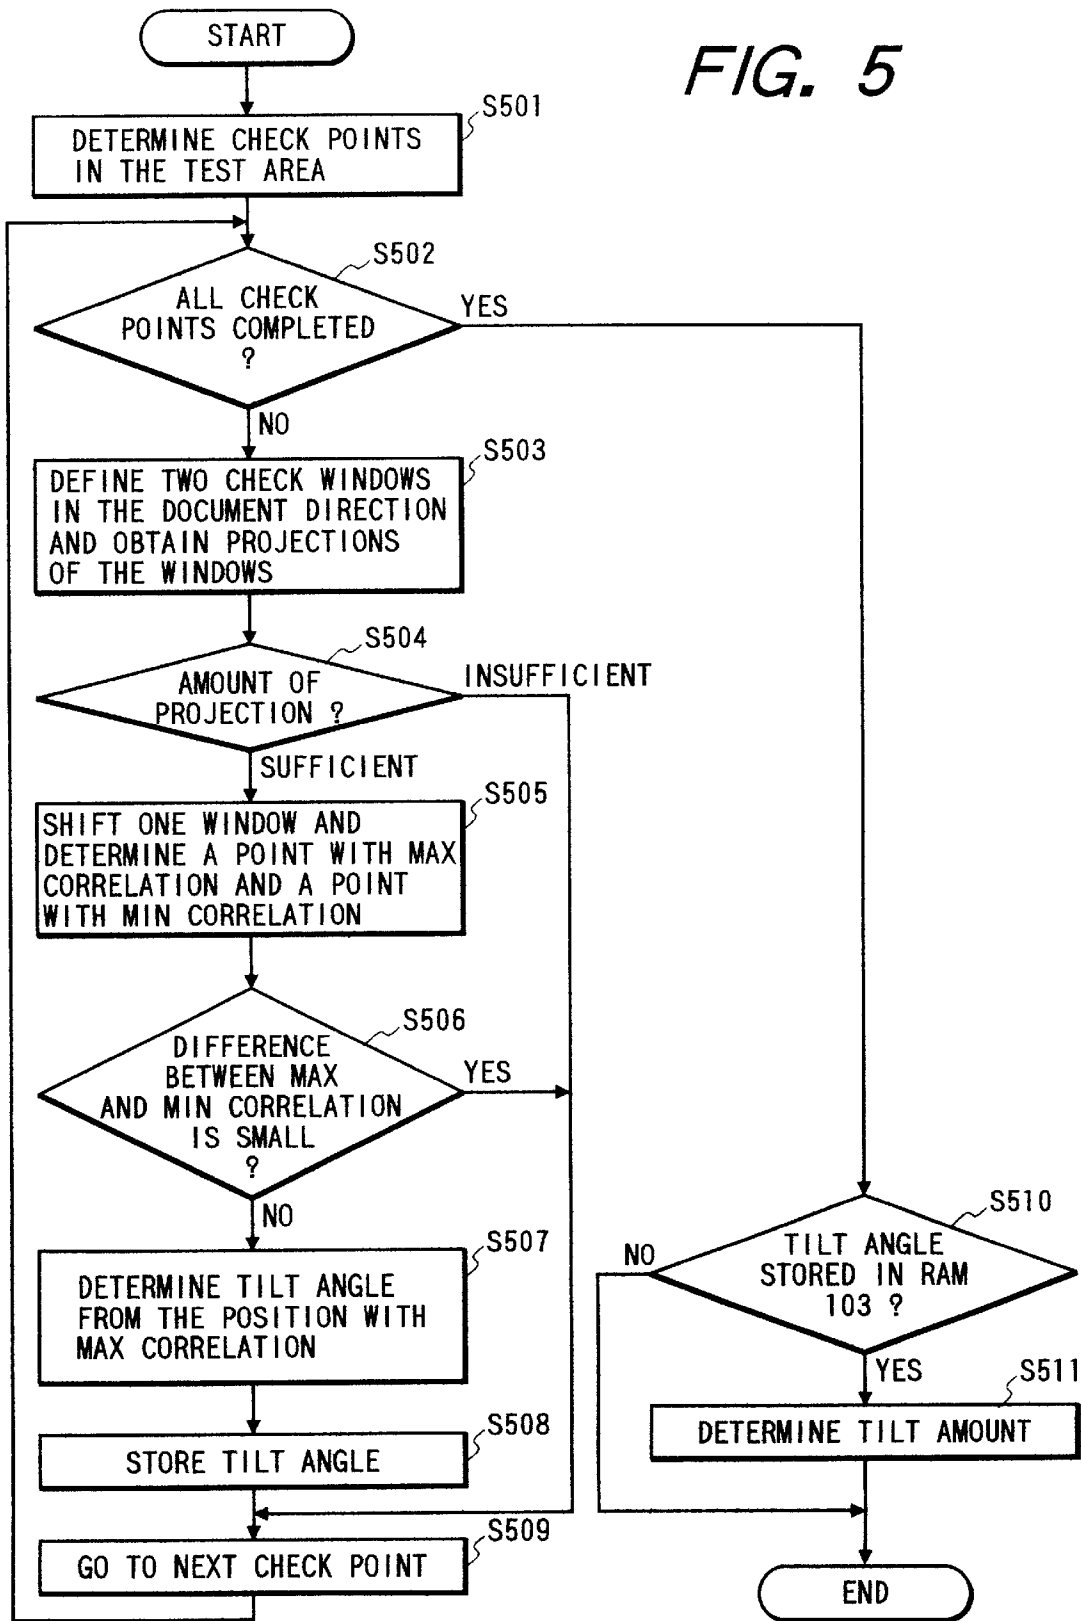 START
FIG. 5
S501
DETERMINE CHECK POINTS
IN THE TEST AREA
S502
ALL CHECK
POINTS COMPLETED
?
YES
NO
S503
DEFINE TWO CHECK WINDOWS
IN THE DOCUMENT DIRECTION
AND OBTAIN PROJECTIONS
OF THE WINDOWS
S504
AMOUNT OF
PROJECTION ?
INSUFFICIENT
SUFFICIENT
S505
SHIFT ONE WINDOW AND
DETERMINE A POINT WITH MAX
CORRELATION AND A POINT
WITH MIN CORRELATION
S506
DIFFERENCE
BETWEEN MAX
AND MIN CORRELATION
IS SMALL
?
YES
NO
S507
DETERMINE TILT ANGLE
FROM THE POSITION WITH
MAX CORRELATION
S508
STORE TILT ANGLE
S509
GO TO NEXT CHECK POINT
S510
TILT ANGLE
STORED IN RAM
103 ?
NO
YES
S511
DETERMINE TILT AMOUNT
END